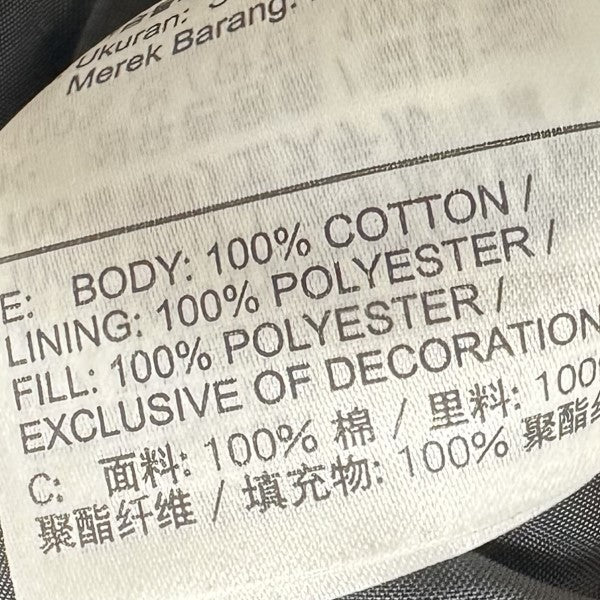 Ukuran:
Merek Barang:
E: BODY: 100% COTTON /
LINING: 100% POLYESTER /
FILL: 100% POLYESTER /
EXCLUSIVE OF DECORATION
C: 面料: 100% 棉 / 里料: 100
聚酯纤维 / 填充物: 100% 聚酯